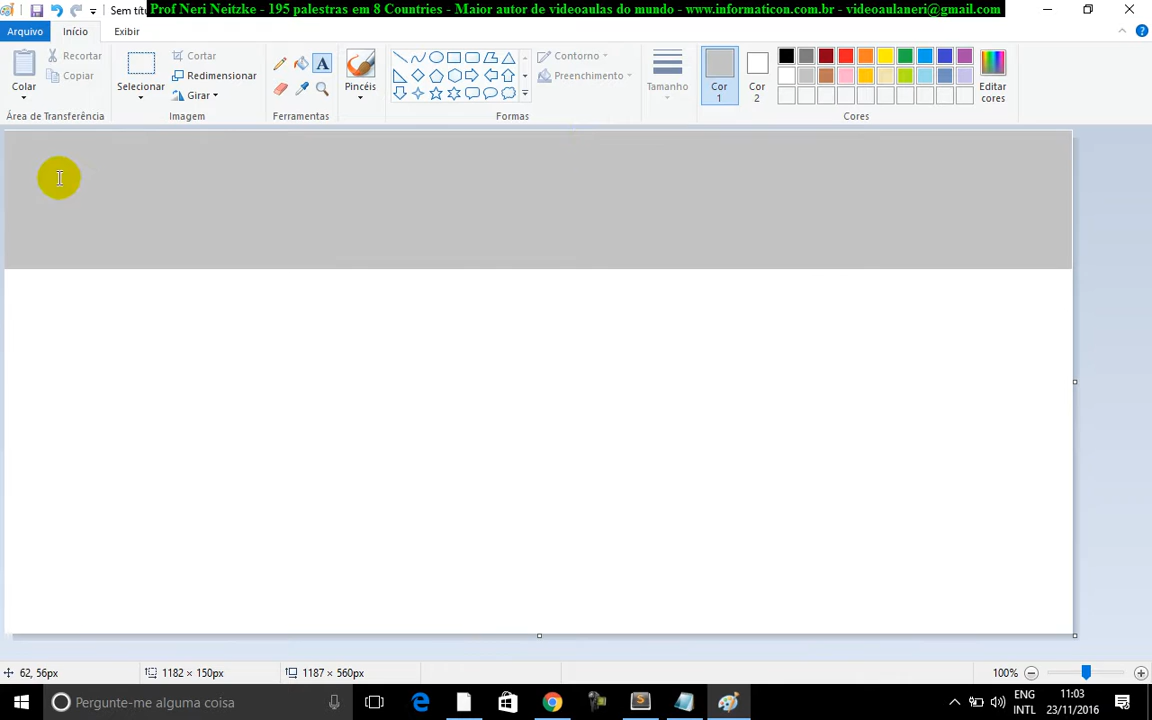 Sem tít
Prof Neri Neitzke - 195 palestras em 8 Countries - Maior autor de videoaulas do mundo - www.informaticon.com.br - videoaulaneri@gmail.com
Arquivo Início Exibir
Colar
Recortar
Copiar
Área de Transferência
Selecionar
Cortar
Redimensionar
Girar
Imagem
A
Ferramentas
Pincéis
Contorno
Preenchimento
Formas
Tamanho
Cor
1
Cor
2
Editar
cores
Cores
62, 56px
1182 × 150px
1187 × 560px
100%
Pergunte-me alguma coisa
ENG
INTL
11:03
23/11/2016